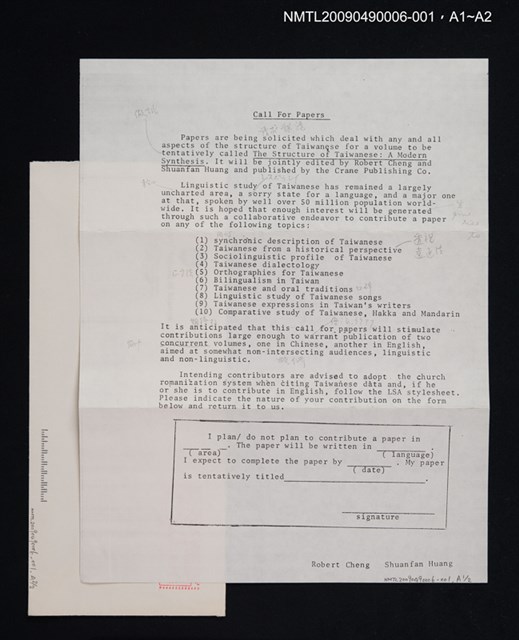 NMTL20090490006-001，A1~A2
Call For Papers
Papers are being solicited which deal with any and all
aspects of the structure of Taiwanese for a volume to be
tentatively called The Structure of Taiwanese: A Modern
Synthesis. It will be jointly edited by Robert Cheng and
Shuanfan Huang and published by the Crane Publishing Co.
Linguistic study of Taiwanese has remained a largely
uncharted area, a sorry state for a language, and a major one
at that, spoken by well over 50 million population world-
wide. It is hoped that enough interest will be generated
through such a collaborative endeavor to contribute a paper
on any of the following topics:
(1) synchronic description of Taiwanese
(2) Taiwanese from a historical perspective
(3) Sociolinguistic profile of Taiwanese
(4) Taiwanese dialectology
(5) Orthographies for Taiwanese
(6) Bilingualism in Taiwan
(7) Taiwanese and oral traditions
(8) Linguistic study of Taiwanese songs
(9) Taiwanese expressions in Taiwan's writers
(10) Comparative study of Taiwanese, Hakka and Mandarin
It is anticipated that this call for papers will stimulate
contributions large enough to warrant publication of two
concurrent volumes, one in Chinese, another in English,
aimed at somewhat non-intersecting audiences, linguistic
and non-linguistic.
Intending contributors are advised to adopt the church
romanization system when citing Taiwanese data and, if he
or she is to contribute in English, follow the LSA stylesheet.
Please indicate the nature of your contribution on the form
below and return it to us.
I plan/ do not plan to contribute a paper in
______. The paper will be written in ________.
( area) ( language)
I expect to complete the paper by ______ . My paper
( date)
is tentatively titled____________________.
signature
Robert Cheng Shuanfan Huang
NMTL20090490006-001, A1/2